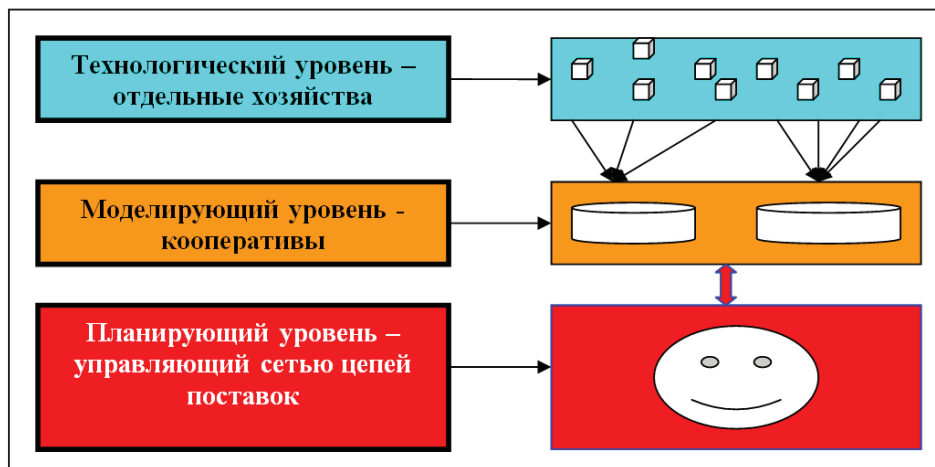 Технологический уровень –
отдельные хозяйства
Моделирующий уровень -
кооперативы
Планирующий уровень –
управляющий сетью цепей
поставок